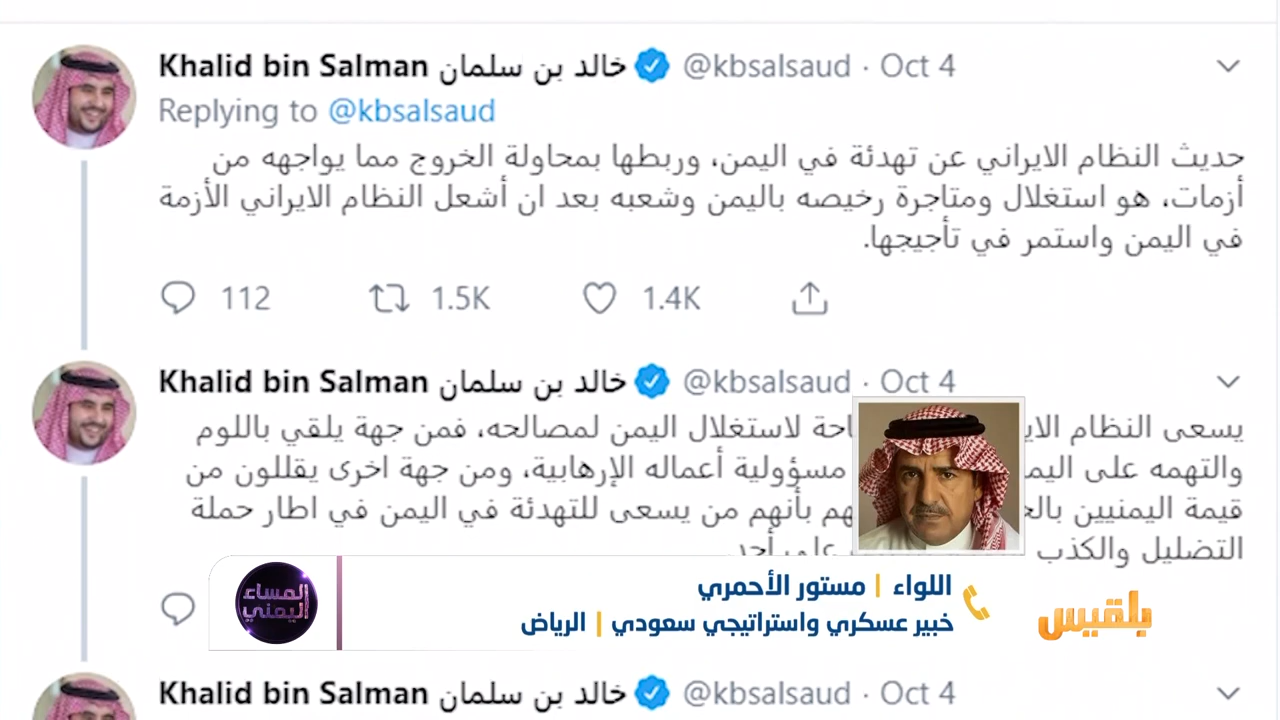 Khalid bin Salman خالد بن سلمان @kbsalsaud · Oct 4
Replying to @kbsalsaud
حديث النظام الايراني عن تهدئة في اليمن، وربطها بمحاولة الخروج مما يواجهه من
أزمات، هو استغلال ومتاجرة رخيصه باليمن وشعبه بعد ان أشعل النظام الايراني الأزمة
في اليمن واستمر في تأجيجها.
112 1.5K 1.4K
Khalid bin Salman خالد بن سلمان @kbsalsaud · Oct 4
يسعى النظام لاستغلال اليمن لمصالحه، فمن جهة يلقي باللوم
والتهمه على مسؤولية أعماله الإرهابية، ومن جهة اخرى يقللون من
قيمة اليمنيين بأنهم من يسعى للتهدئة في اليمن في اطار حملة
التضليل والكذب على أحد
اللواء | مستور الأحمري
خبير عسكري واستراتيجي سعودي | الرياض
المساء
اليمني
بلقيس
Khalid bin Salman خالد بن سلمان @kbsalsaud · Oct 4